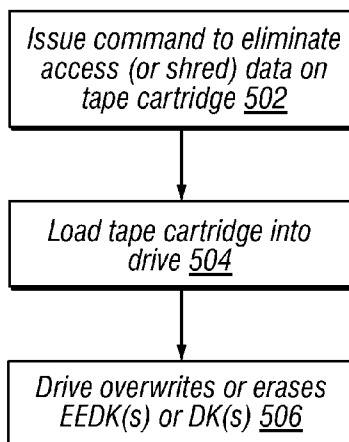 Issue command to eliminate
access (or shred) data on
tape cartridge 502
Load tape cartridge into
drive 504
Drive overwrites or erases
EEDK(s) or DK(s) 506